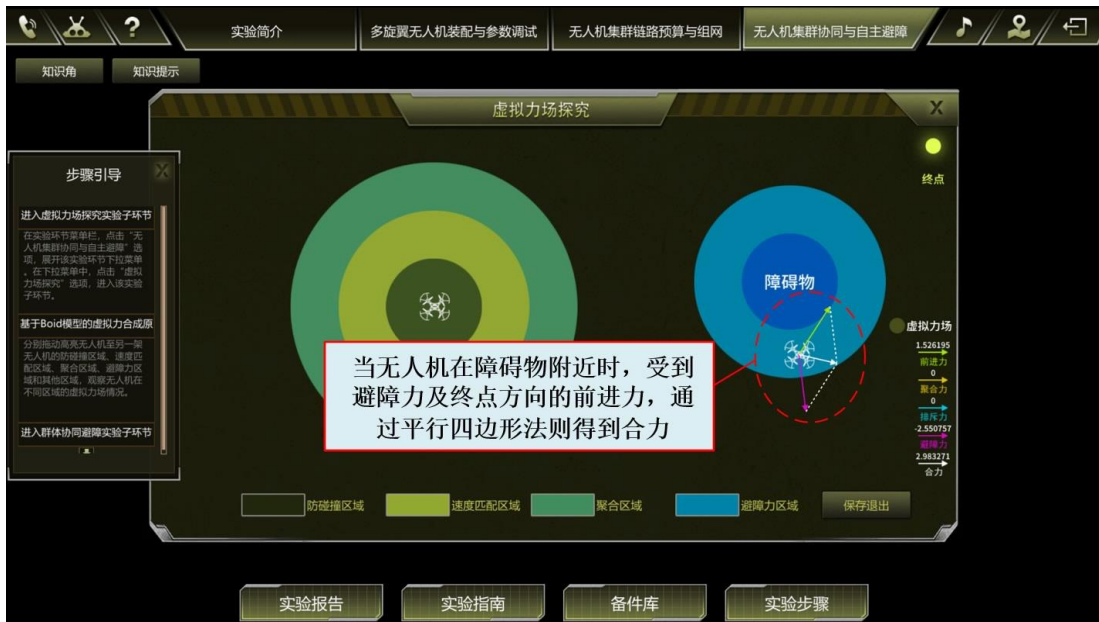 ?
实验简介
多旋翼无人机装配与参数调试
无人机集群链路预算与组网
无人机集群协同与自主避障
知识角
知识提示
虚拟力场探究
X
终点
步骤引导
X
进入虚拟力场探究实验子环节
在实验环节菜单栏，点击“无
人机集群协同与自主避障”选
项，展开该实验环节下拉菜单
。在下拉菜单中，点击“虚拟
力场探究”选项，进入该实验
子环节。
基于Boid模型的虚拟力合成原
分别拖动高亮无人机至另一架
无人机的防碰撞区域、速度匹
配区域、聚合区域、避障力区
域和其他区域，观察无人机在
不同区域的虚拟力场情况。
进入群体协同避障实验子环节
障碍物
当无人机在障碍物附近时，受到
避障力及终点方向的前进力，通
过平行四边形法则得到合力
虚拟力场
1.526195
前进力
0
聚合力
0
排斥力
-2.550757
避障力
2.983271
合力
防碰撞区域
速度匹配区域
聚合区域
避障力区域
保存退出
实验报告
实验指南
备件库
实验步骤